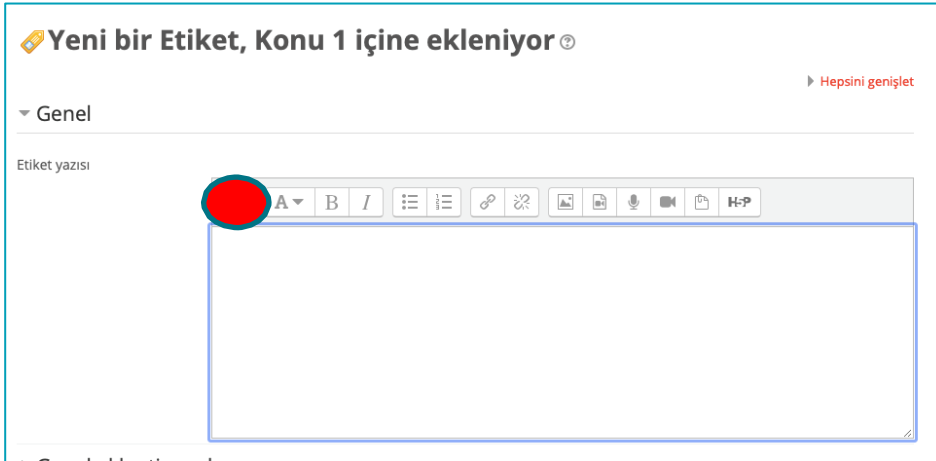 Yeni bir Etiket, Konu 1 içine ekleniyor
Hepsini genişlet
Genel
Etiket yazısı
A B I H-P